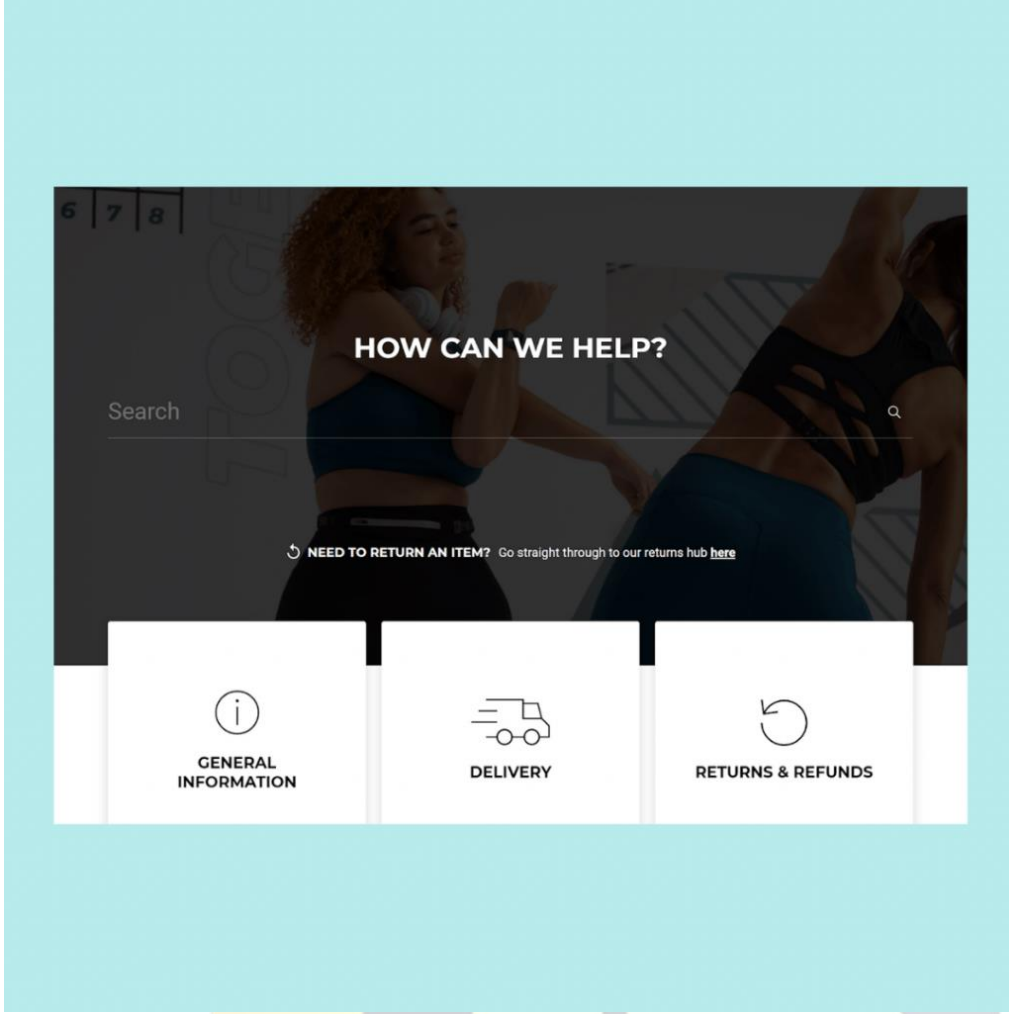 6 7 8
TOGE
HOW CAN WE HELP?
Search
NEED TO RETURN AN ITEM? Go straight through to our returns hub here
GENERAL
INFORMATION
DELIVERY
RETURNS & REFUNDS